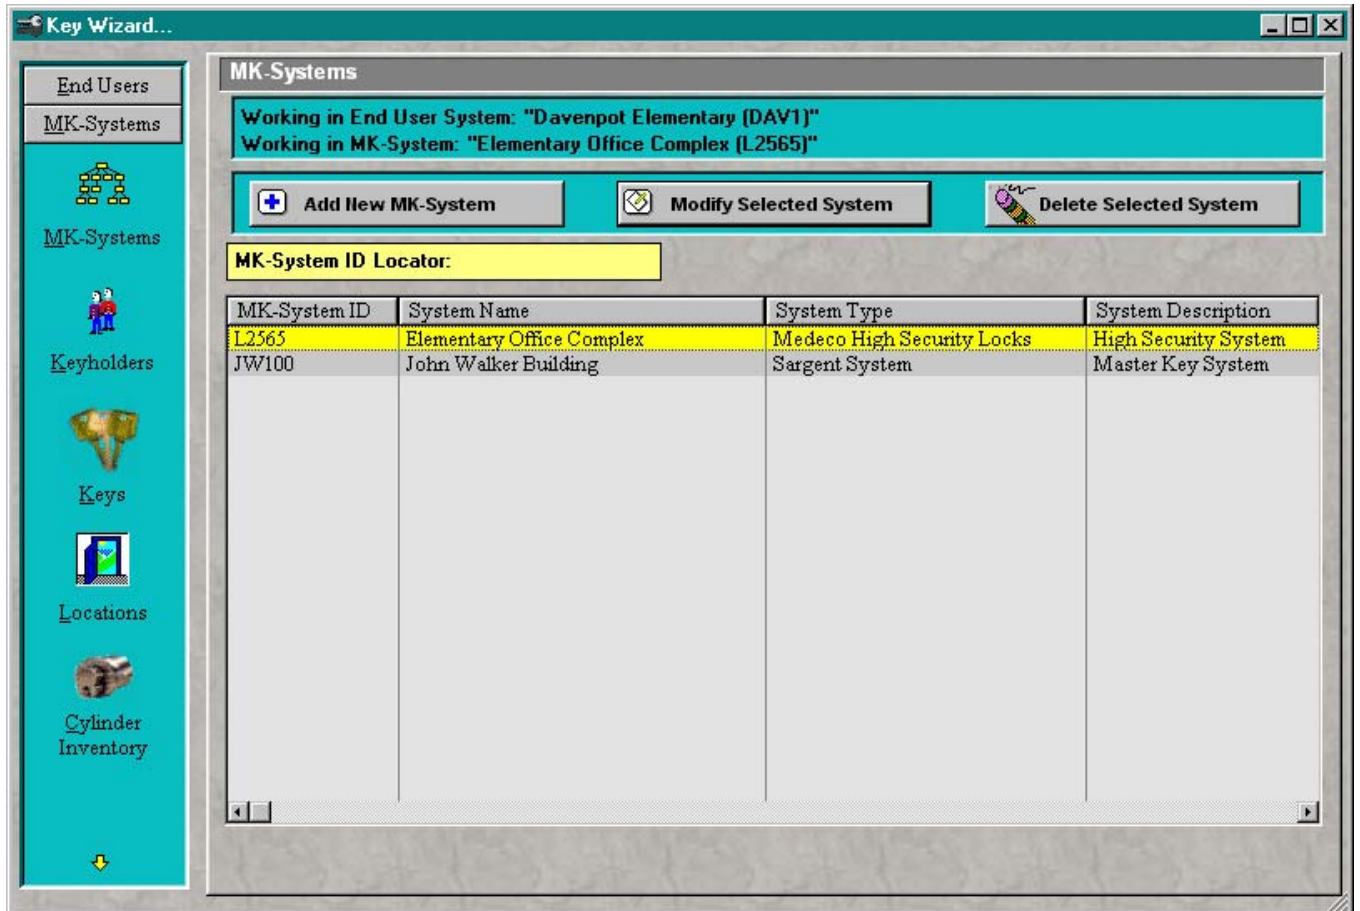 Key Wizard...
End Users
MK-Systems
MK-Systems
Keyholders
Keys
Locations
Cylinder
Inventory
MK-Systems
Working in End User System: "Davenpot Elementary (DAV1)"
Working in MK-System: "Elementary Office Complex (L2565)"
Add New MK-System Modify Selected System Delete Selected System
MK-System ID Locator:
MK-System ID System Name System Type System Description
L2565 Elementary Office Complex Medeco High Security Locks High Security System
JW100 John Walker Building Sargent System Master Key System